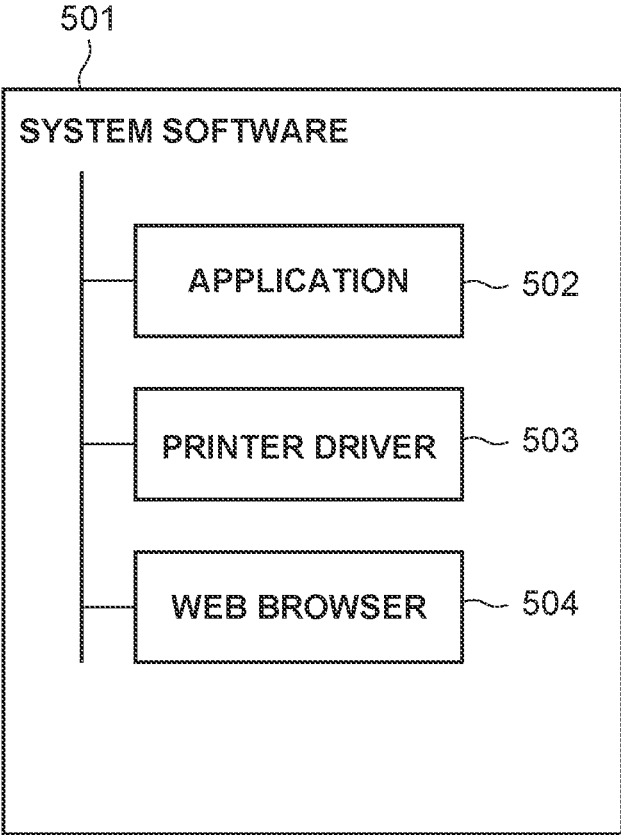 501
SYSTEM SOFTWARE
APPLICATION
502
PRINTER DRIVER
503
WEB BROWSER
504